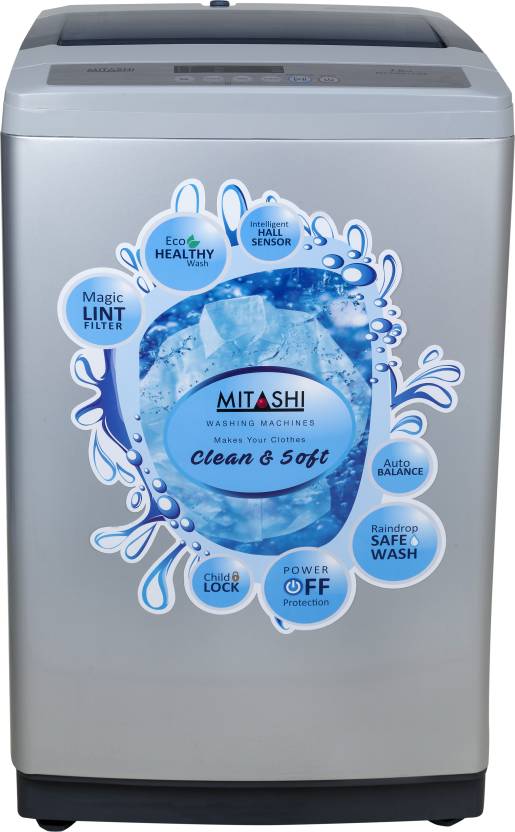 MITASHI
Intelligent
HALL
SENSOR
Eco
HEALTHY
Wash
Magic
LINT
FILTER
MITASHI
WASHING MACHINES
Makes Your Clothes
Clean & Soft
Auto
BALANCE
Raindrop
SAFE
WASH
POWER
OFF
Protection
Child
LOCK